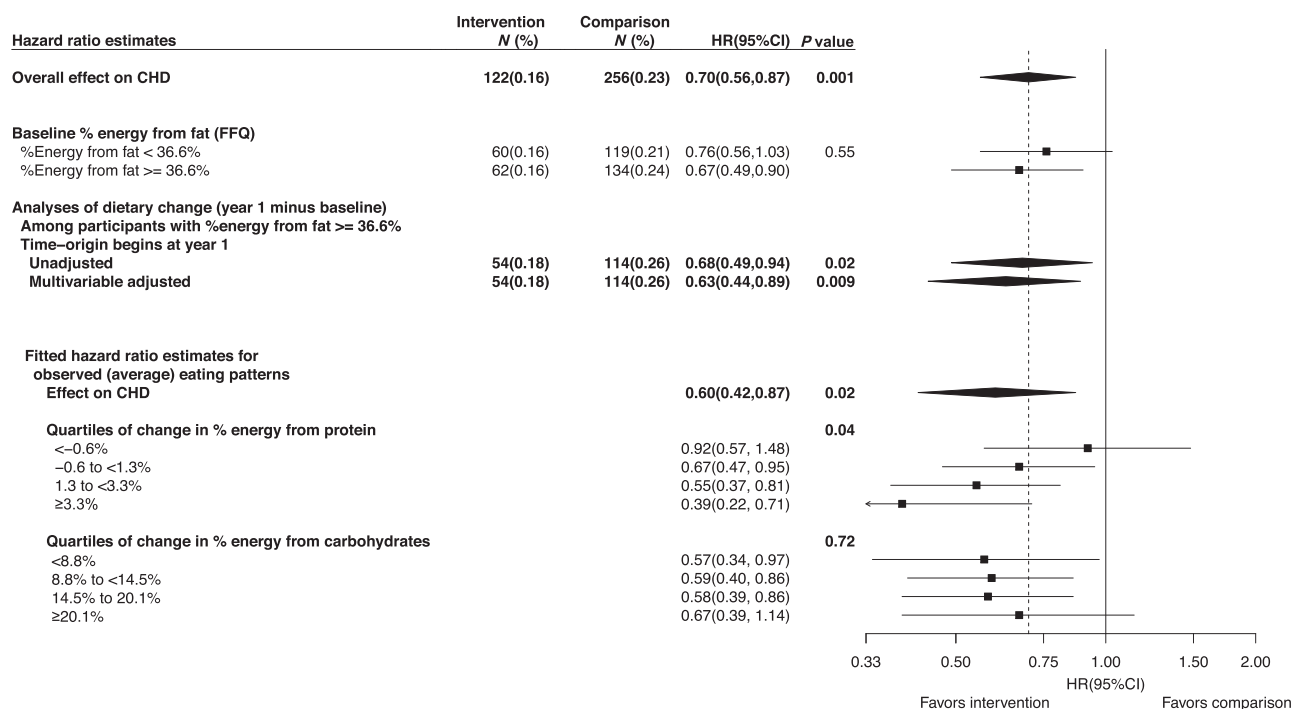 Intervention Comparison
Hazard ratio estimates N (%) N (%) HR(95%CI) P value
Overall effect on CHD 122(0.16) 256(0.23) 0.70(0.56,0.87) 0.001
Baseline % energy from fat (FFQ)
%Energy from fat < 36.6% 60(0.16) 119(0.21) 0.76(0.56,1.03) 0.55
%Energy from fat >= 36.6% 62(0.16) 134(0.24) 0.67(0.49,0.90)
Analyses of dietary change (year 1 minus baseline)
Among participants with %energy from fat >= 36.6%
Time−origin begins at year 1
Unadjusted 54(0.18) 114(0.26) 0.68(0.49,0.94) 0.02
Multivariable adjusted 54(0.18) 114(0.26) 0.63(0.44,0.89) 0.009
Fitted hazard ratio estimates for
observed (average) eating patterns
Effect on CHD 0.60(0.42,0.87) 0.02
Quartiles of change in % energy from protein 0.04
<−0.6% 0.92(0.57, 1.48)
−0.6 to <1.3% 0.67(0.47, 0.95)
1.3 to <3.3% 0.55(0.37, 0.81)
≥3.3% 0.39(0.22, 0.71)
Quartiles of change in % energy from carbohydrates 0.72
<8.8% 0.57(0.34, 0.97)
8.8% to <14.5% 0.59(0.40, 0.86)
14.5% to 20.1% 0.58(0.39, 0.86)
≥20.1% 0.67(0.39, 1.14)
0.33 0.50 0.75 1.00 1.50 2.00
HR(95%CI)
Favors intervention Favors comparison